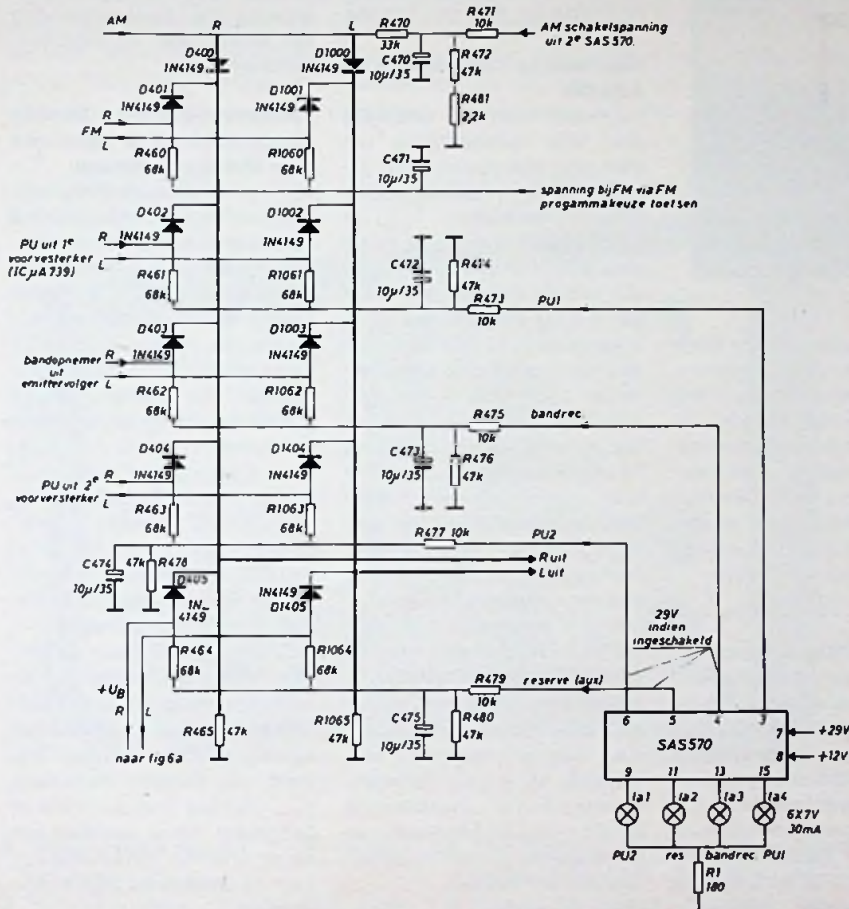 AM
R
L
R470
33k
R471
10k
AM schakelspanning
uit 2e SAS570.
D400
1N4149
D1000
1N4149
C470
10µ/35
R472
47k
R481
2,2k
D401
1N4149
D1001
1N4149
R
FM
L
R460
68k
R1060
68k
C471
10µ/35
spanning bij FM via FM
progammakeuze toetsen
D402
1N4149
D1002
1N4149
PU uit 1e
voorvesterker
(IC µA739)
R
L
R461
68k
R1061
68k
C472
10µ/35
R474
47k
R473
10k
PU1
D403
1N4149
D1003
1N4149
bandopnemer
uit
emittervolger
R
L
R462
68k
R1062
68k
R475
10k
bandrec.
C473
10µ/35
R476
47k
D404
1N4149
D1404
1N4149
PU uit 2e
voorversterker
R
L
R463
68k
R1063
68k
R477 10k
PU2
C474
10µ/35
47k
R478
D405
1N_
4149
1N4149
D1405
R uit
L uit
29V
indien
ingeschakeld
R464
68k
R1064
68k
+UB
R
L
R479
10k
reserve (aux)
R465
47k
R1065
47k
C475
10µ/35
R480
47k
naar fig 6a
6
5
4
3
SAS570
7
+29V
8
+12V
9
11
13
15
la1
la2
la3
la4
6X7V
30mA
PU2
res
bandrec.
PU1
R1
180